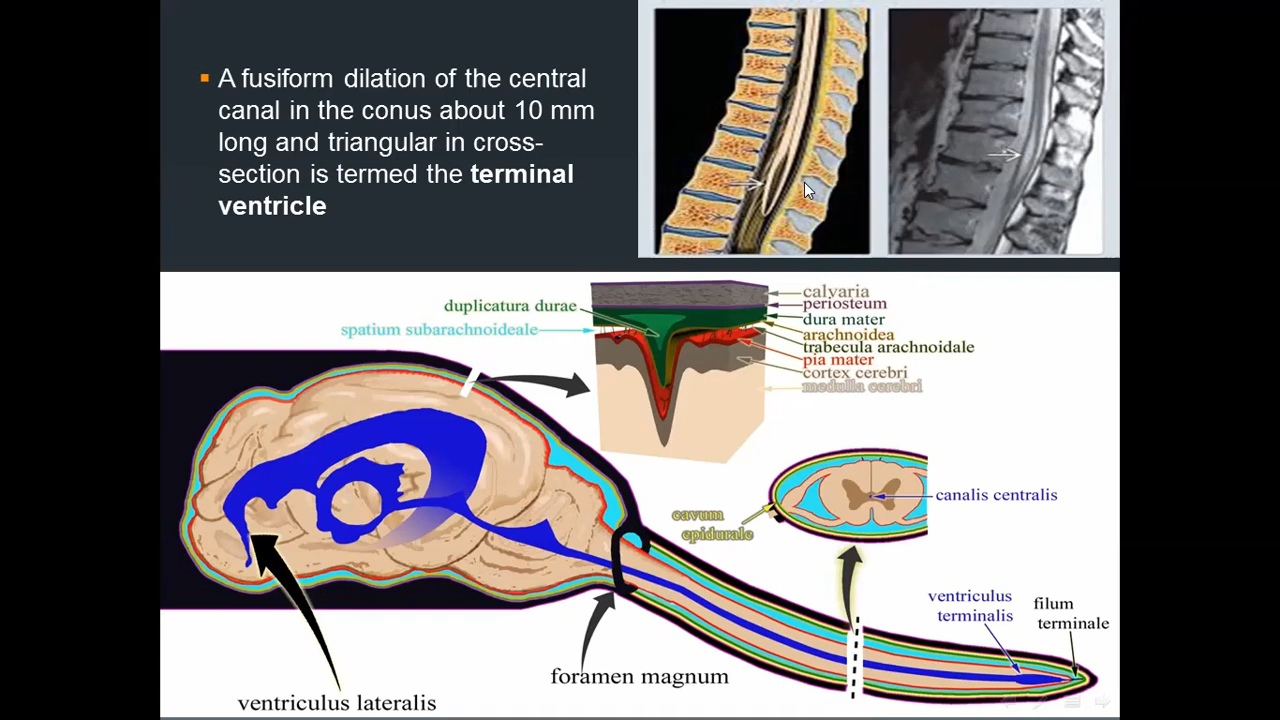 A fusiform dilation of the central
canal in the conus about 10 mm
long and triangular in cross-
section is termed the terminal
ventricle
duplicatura durae
spatium subarachnoideale
calvaria
periosteum
dura mater
arachnoidea
trabecula arachnoidale
pia mater
cortex cerebri
medulla cerebri
cavum
epidurale
canalis centralis
ventriculus
terminalis
filum
terminale
foramen magnum
ventriculus lateralis